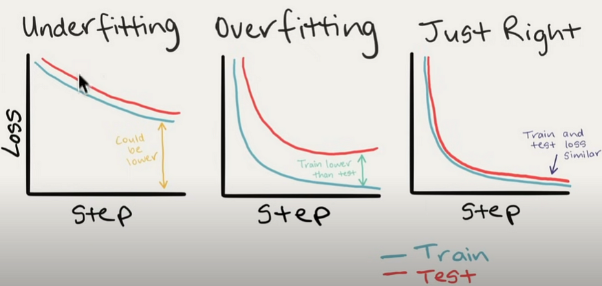 Underfitting
Overfitting
Just Right
Loss
Could
be
lower
Step
Train lower
than test
Step
Train and
test loss
similar
Step
Train
Test